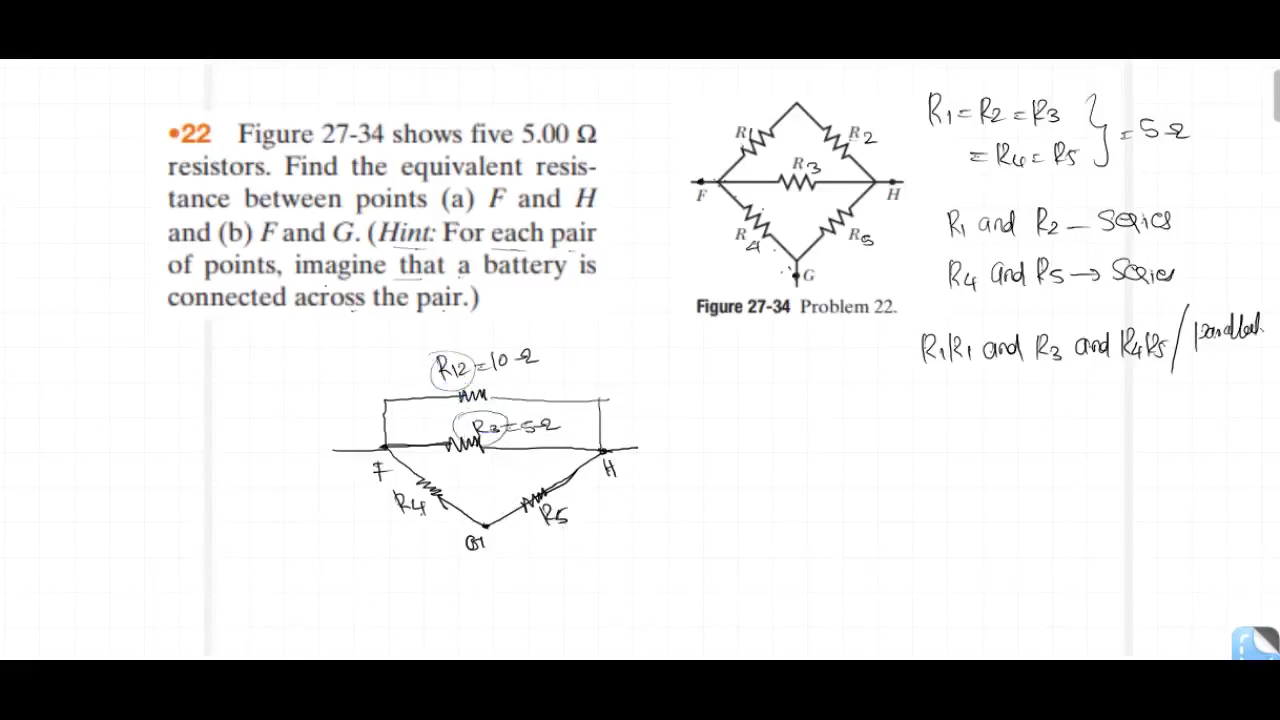 •22 Figure 27-34 shows five 5.00 Ω
resistors. Find the equivalent resis-
tance between points (a) F and H
and (b) F and G. (Hint: For each pair
of points, imagine that a battery is
connected across the pair.)
R1
R2
R3
F
H
R4
R5
G
Figure 27-34 Problem 22.
R1 = R2 = R3
= R4 = R5 } = 5Ω
R1 and R2 — Series
R4 and R5 → Series
R1R1 and R3 and R4R5 / parallel
R12 = 10Ω
R3 = 5Ω
F
H
R4
R5
G